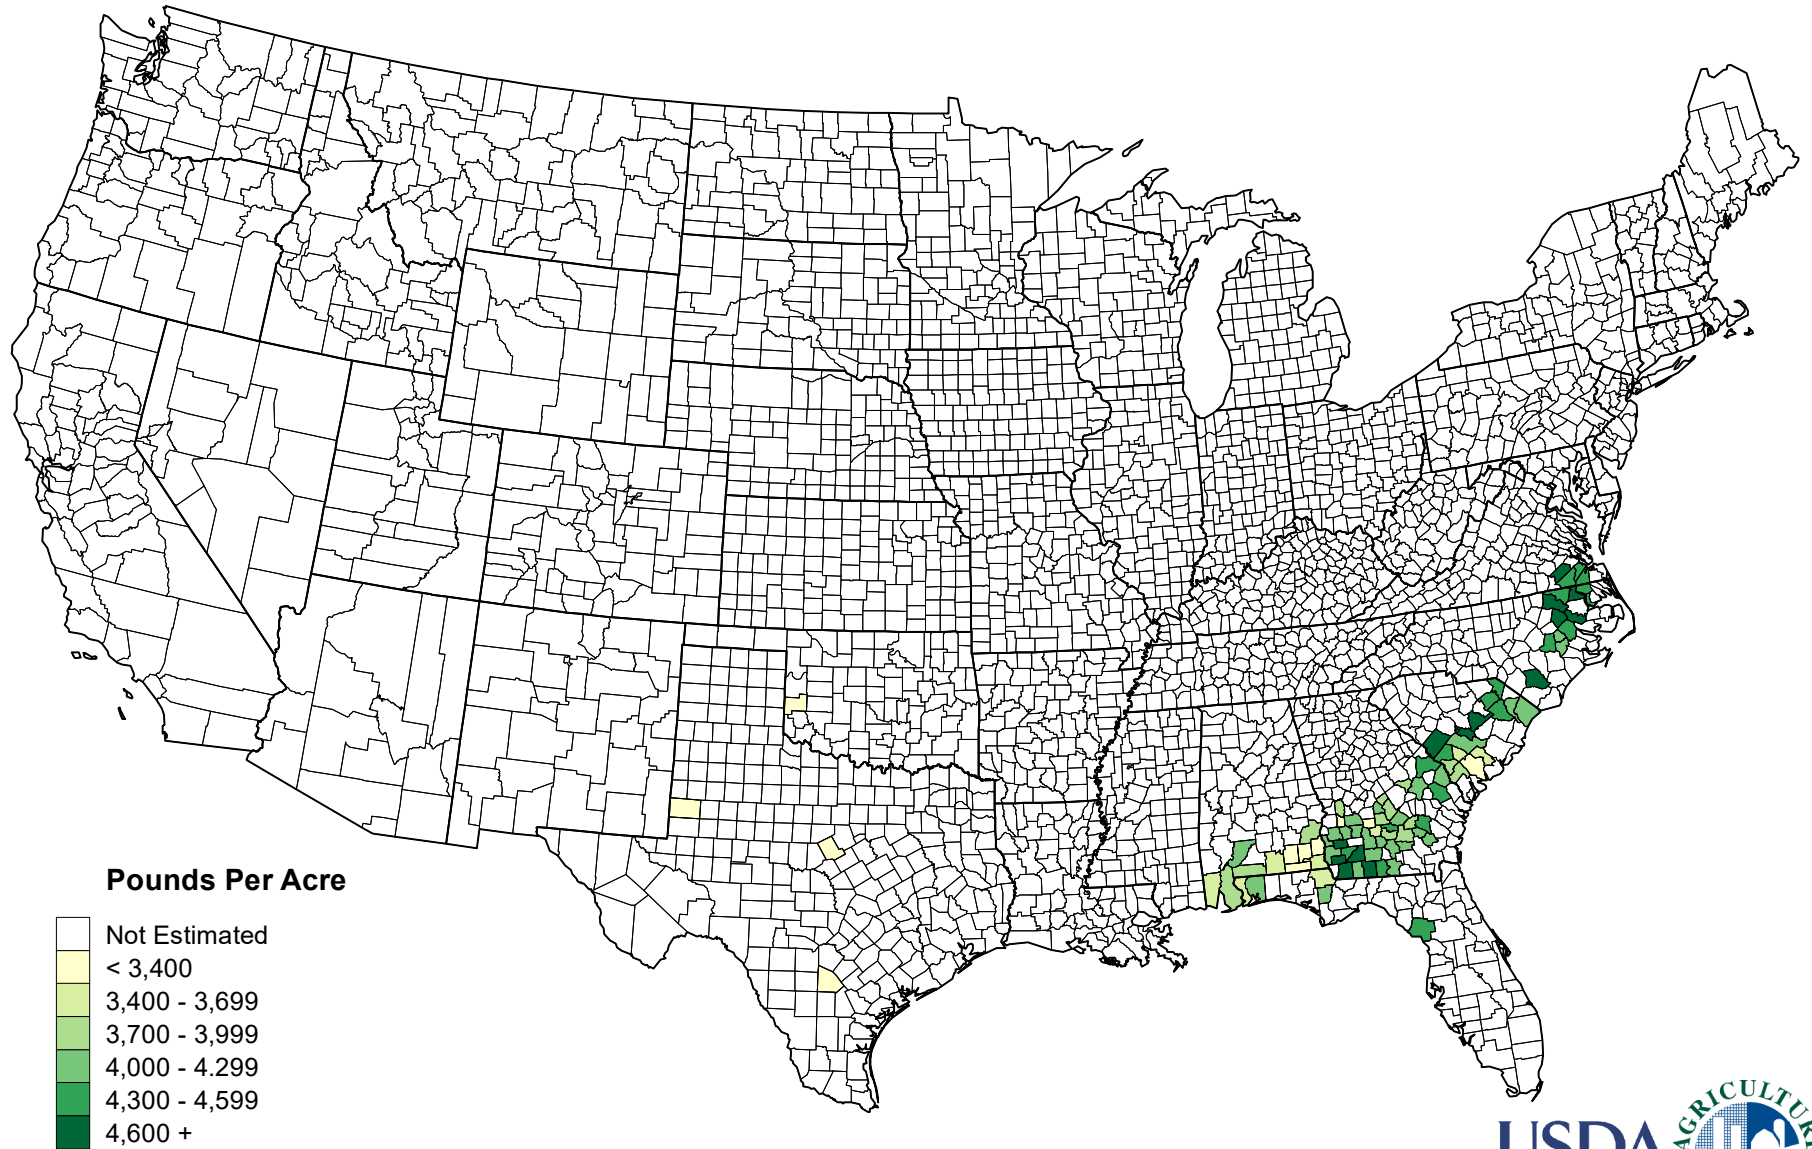 Pounds Per Acre
Not Estimated
< 3,400
3,400 - 3,699
3,700 - 3,999
4,000 - 4.299
4,300 - 4,599
4,600 +
USDA
AGRICULTUR